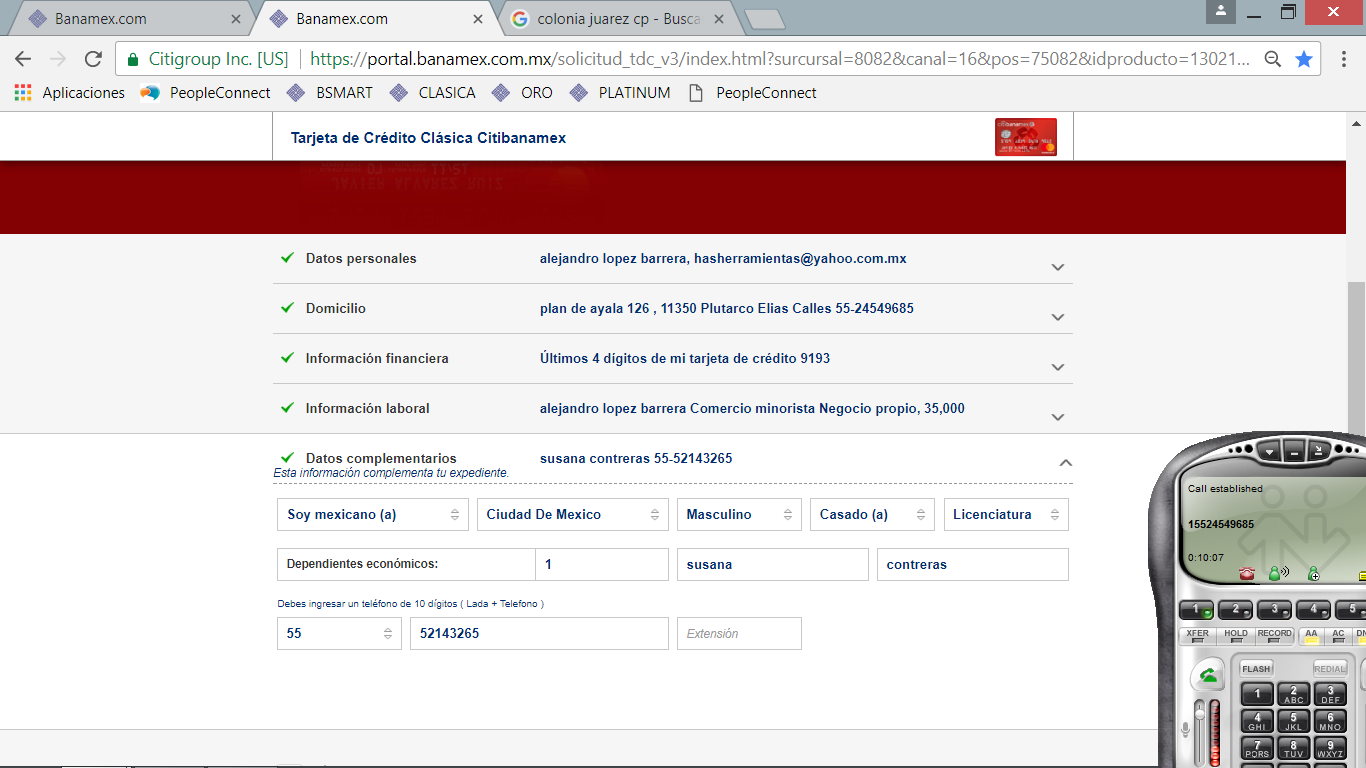 Banamex.com
Banamex.com
colonia juarez cp - Busca
Citigroup Inc. [US] https://portal.banamex.com.mx/solicitud_tdc_v3/index.html?surcursal=8082&canal=16&pos=75082&idproducto=13021...
Aplicaciones PeopleConnect BSMART CLASICA ORO PLATINUM PeopleConnect
Tarjeta de Crédito Clásica Citibanamex
Datos personales alejandro lopez barrera, hasherramientas@yahoo.com.mx
Domicilio plan de ayala 126 , 11350 Plutarco Elias Calles 55-24549685
Información financiera Últimos 4 dígitos de mi tarjeta de crédito 9193
Información laboral alejandro lopez barrera Comercio minorista Negocio propio, 35,000
Datos complementarios susana contreras 55-52143265
Esta información complementa tu expediente.
Soy mexicano (a) Ciudad De Mexico Masculino Casado (a) Licenciatura
Dependientes económicos: 1 susana contreras
Debes ingresar un teléfono de 10 dígitos ( Lada + Telefono )
55 52143265 Extensión
Call established
15524549685
0:10:07
1 2 3 4 5
XFER HOLD RECORD AA AC DN
FLASH REDIAL
1 2 ABC 3 DEF
4 GHI 5 JKL 6 MNO
7 PQRS 8 TUV 9 WXYZ